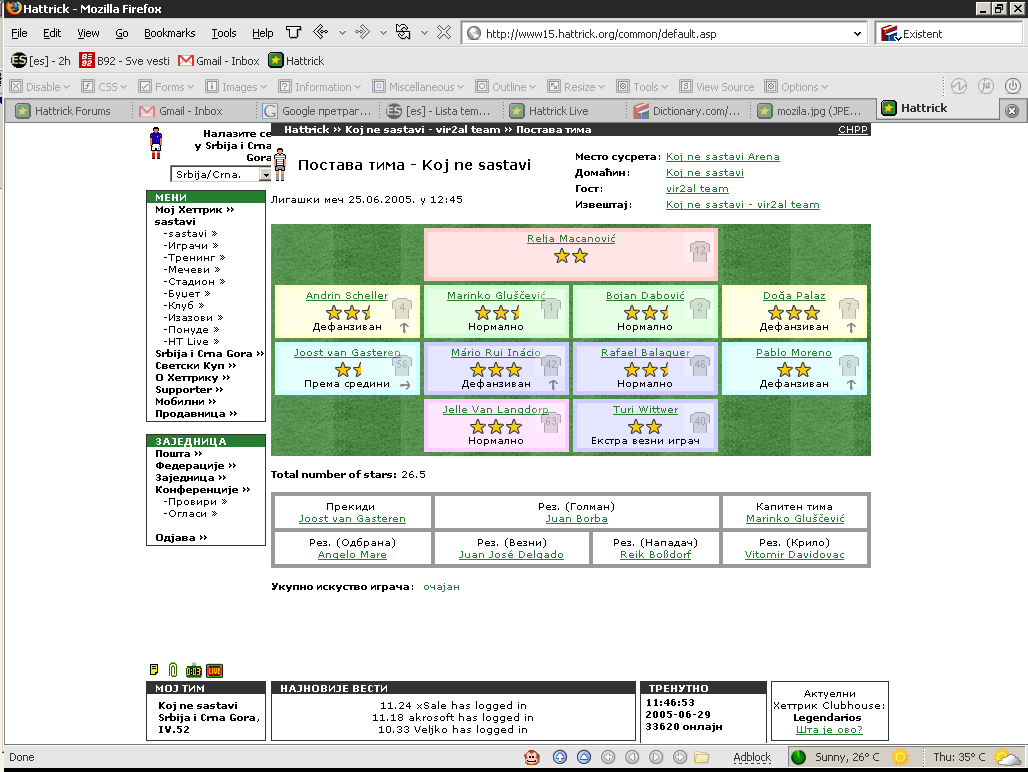 Hattrick - Mozilla Firefox
File Edit View Go Bookmarks Tools Help
http://www15.hattrick.org/common/default.asp
Existent
[es] - 2h B92 - Sve vesti Gmail - Inbox Hattrick
Disable CSS Forms Images Information Miscellaneous Outline Resize Tools View Source Options
Hattrick Forums Gmail - Inbox Google претраг... [es] - Lista tem... Hattrick Live Dictionary.com/... mozila.jpg (JPE... Hattrick
Налазите се
у Srbija i Crna
Gora
Srbija/Crna.
МЕНИ
Мој Хеттрик ››
sastavi
-sastavi »
-Играчи »
-Тренинг »
-Мечеви »
-Стадион »
-Буџет »
-Клуб »
-Изазови »
-Понуде »
-HT Live »
Srbija i Crna Gora ››
Светски Куп ››
О Хеттрику ››
Supporter ››
Мобилни ››
Продавница ››
ЗАЈЕДНИЦА
Пошта ››
Федерације ››
Заједница ››
Конференције ››
-Провири »
-Огласи »
Одјава ››
Hattrick ›› Koj ne sastavi - vir2al team ›› Постава тима
CHPP
Постава тима - Koj ne sastavi
Место сусрета: Koj ne sastavi Arena
Домаћин: Koj ne sastavi
Гост: vir2al team
Извештај: Koj ne sastavi - vir2al team
Лигашки меч 25.06.2005. у 12:45
Relja Macanović
12
Andrin Scheller Marinko Gluščević Bojan Dabović Doğa Palaz
4 1 2 7
Дефанзиван Нормално Нормално Дефанзиван
Joost van Gasteren Mário Rui Inácio Rafael Balaguer Pablo Moreno
56 42 46 6
Према средини Дефанзиван Нормално Дефанзиван
Jelle Van Langdorp Turi Wittwer
63 40
Нормално Екстра везни играч
Total number of stars: 26.5
Прекиди Рез. (Голман) Капитен тима
Joost van Gasteren Juan Borba Marinko Gluščević
Рез. (Одбрана) Рез. (Везни) Рез. (Нападач) Рез. (Крило)
Angelo Mare Juan José Delgado Reik Boßdorf Vitomir Davidovac
Укупно искуство играча: очајан
0:03 LIVE
МОЈ ТИМ
Koj ne sastavi
Srbija i Crna Gora,
IV.52
НАЈНОВИЈЕ ВЕСТИ
11.24 xSale has logged in
11.18 akrosoft has logged in
10.33 Veljko has logged in
ТРЕНУТНО
11:46:53
2005-06-29
33620 онлајн
Актуелни
Хеттрик Clubhouse:
Legendarios
Шта је ово?
Done
Adblock Sunny, 26° C Thu: 35° C